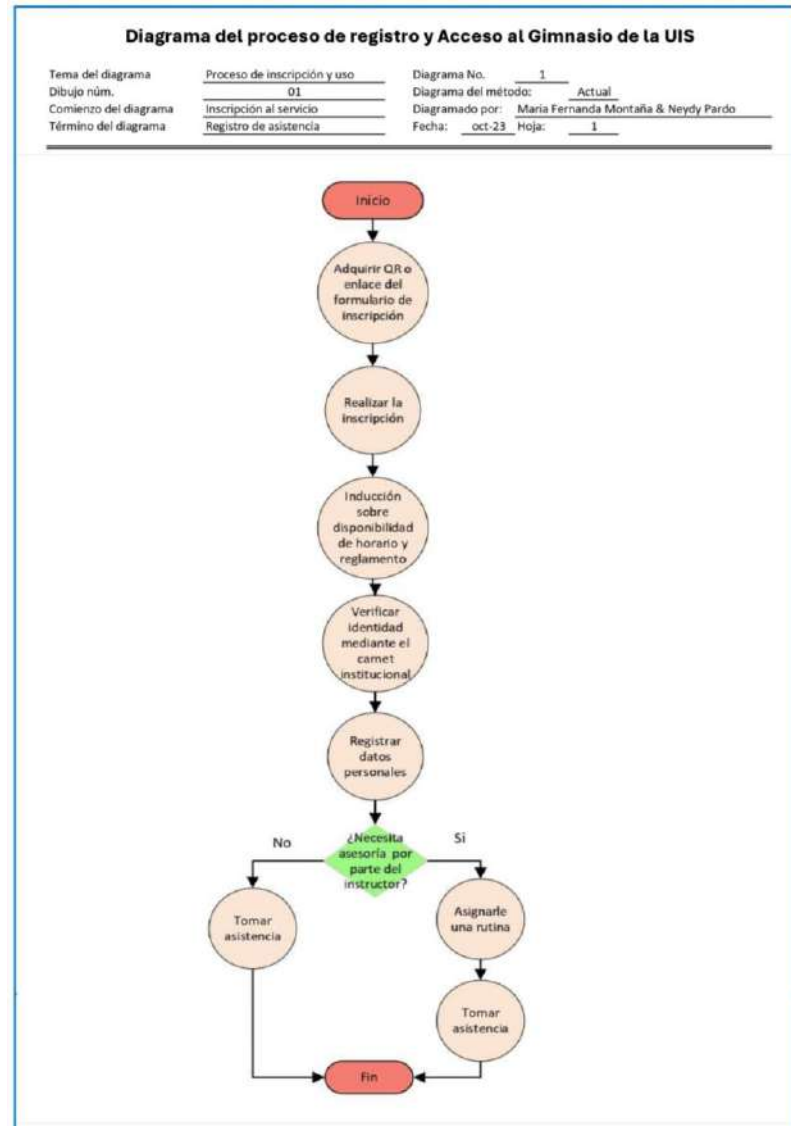 Diagrama del proceso de registro y Acceso al Gimnasio de la UIS
Tema del diagrama Proceso de inscripción y uso Diagrama No. 1
Dibujo núm. 01 Diagrama del método: Actual
Comienzo del diagrama Inscripción al servicio Diagramado por: Maria Fernanda Montaña & Neydy Pardo
Término del diagrama Registro de asistencia Fecha: oct-23 Hoja: 1
Inicio
Adquirir QR o
enlace del
formulario de
inscripción
Realizar la
inscripción
Inducción
sobre
disponibilidad
de horario y
reglamento
Verificar
identidad
mediante el
carnet
institucional
Registrar
datos
personales
¿Necesita
asesoría por
parte del
instructor?
No
Si
Tomar
asistencia
Asignarle
una rutina
Tomar
asistencia
Fin